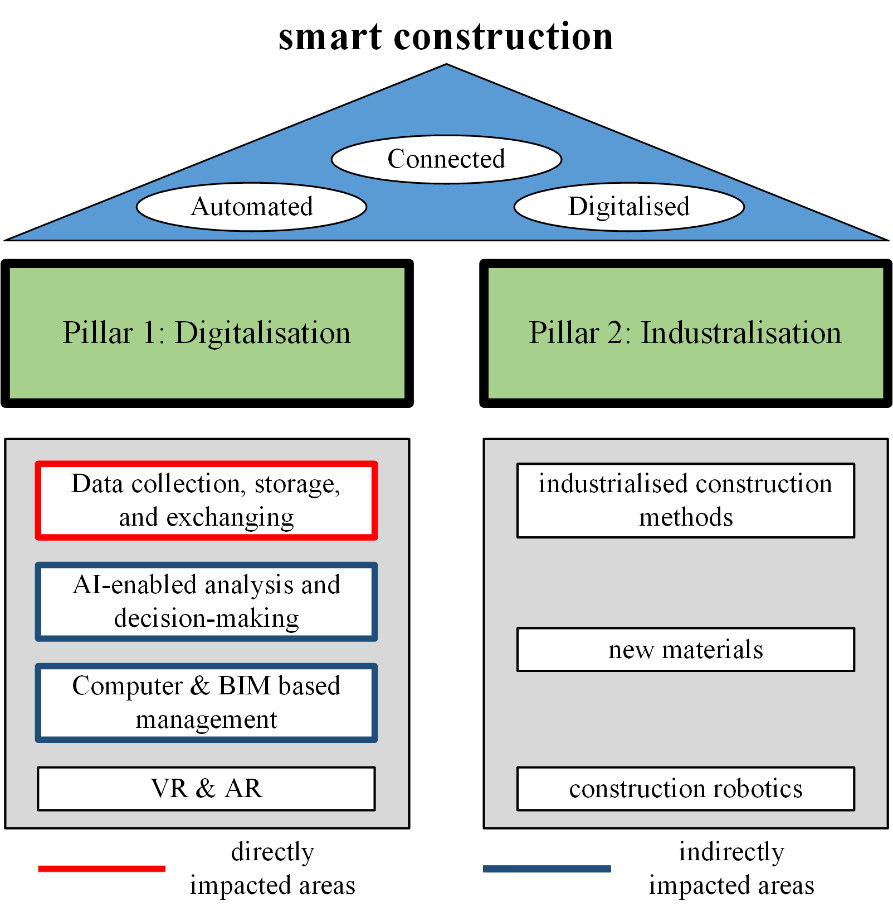 smart construction
Connected
Automated
Digitalised
Pillar 1: Digitalisation
Pillar 2: Industralisation
Data collection, storage,
and exchanging
AI-enabled analysis and
decision-making
Computer & BIM based
management
VR & AR
industrialised construction
methods
new materials
construction robotics
directly
impacted areas
indirectly
impacted areas